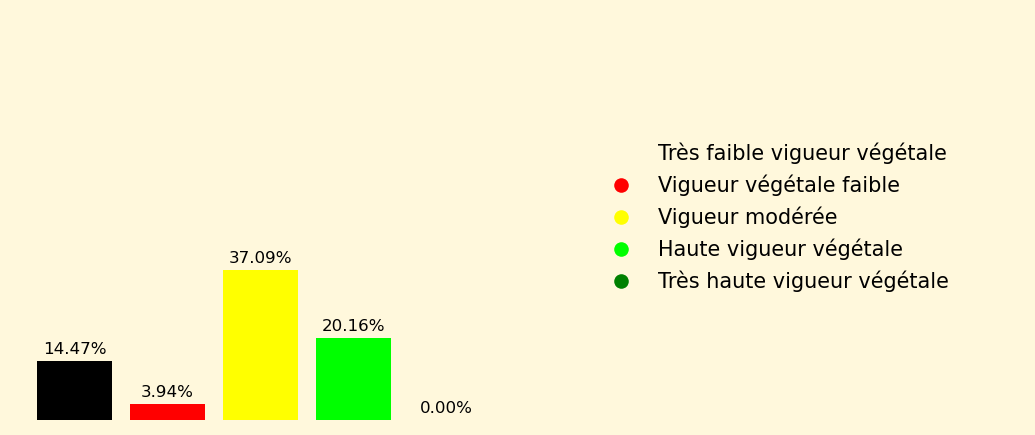 37.09%
20.16%
14.47%
3.94%
0.00%
Très faible vigueur végétale
Vigueur végétale faible
Vigueur modérée
Haute vigueur végétale
Très haute vigueur végétale